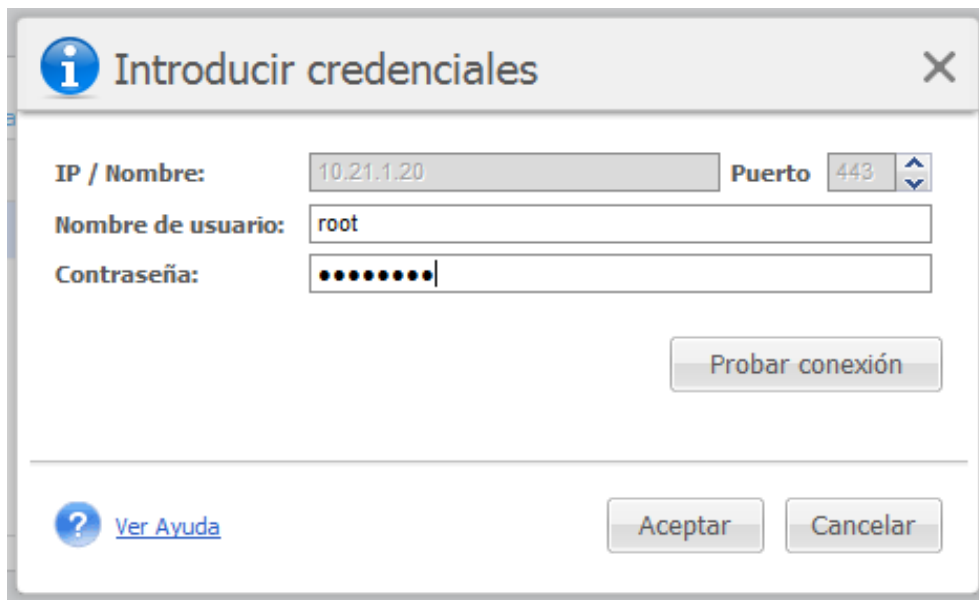 Introducir credenciales
IP / Nombre: 10.21.1.20 Puerto 443
Nombre de usuario: root
Contraseña: ●●●●●●●●
Probar conexión
Ver Ayuda Aceptar Cancelar